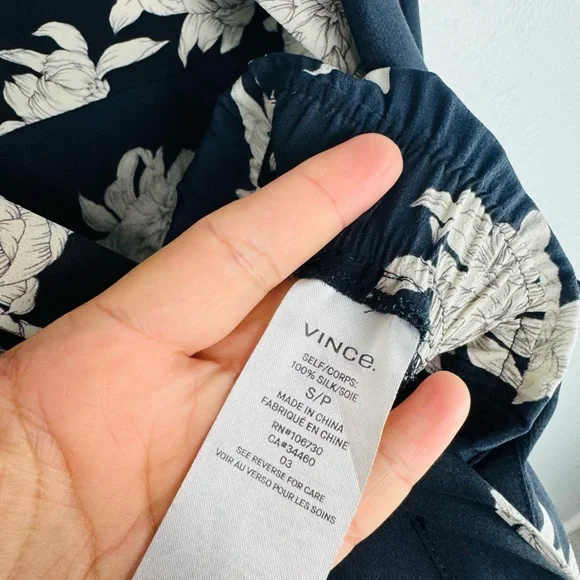 VINCE.
SELF/CORPS:
100% SILK/SOIE
S/P
MADE IN CHINA
FABRIQUÉ EN CHINE
RN#106730
CA#34460
03
SEE REVERSE FOR CARE
VOIR AU VERSO POUR LES SOINS